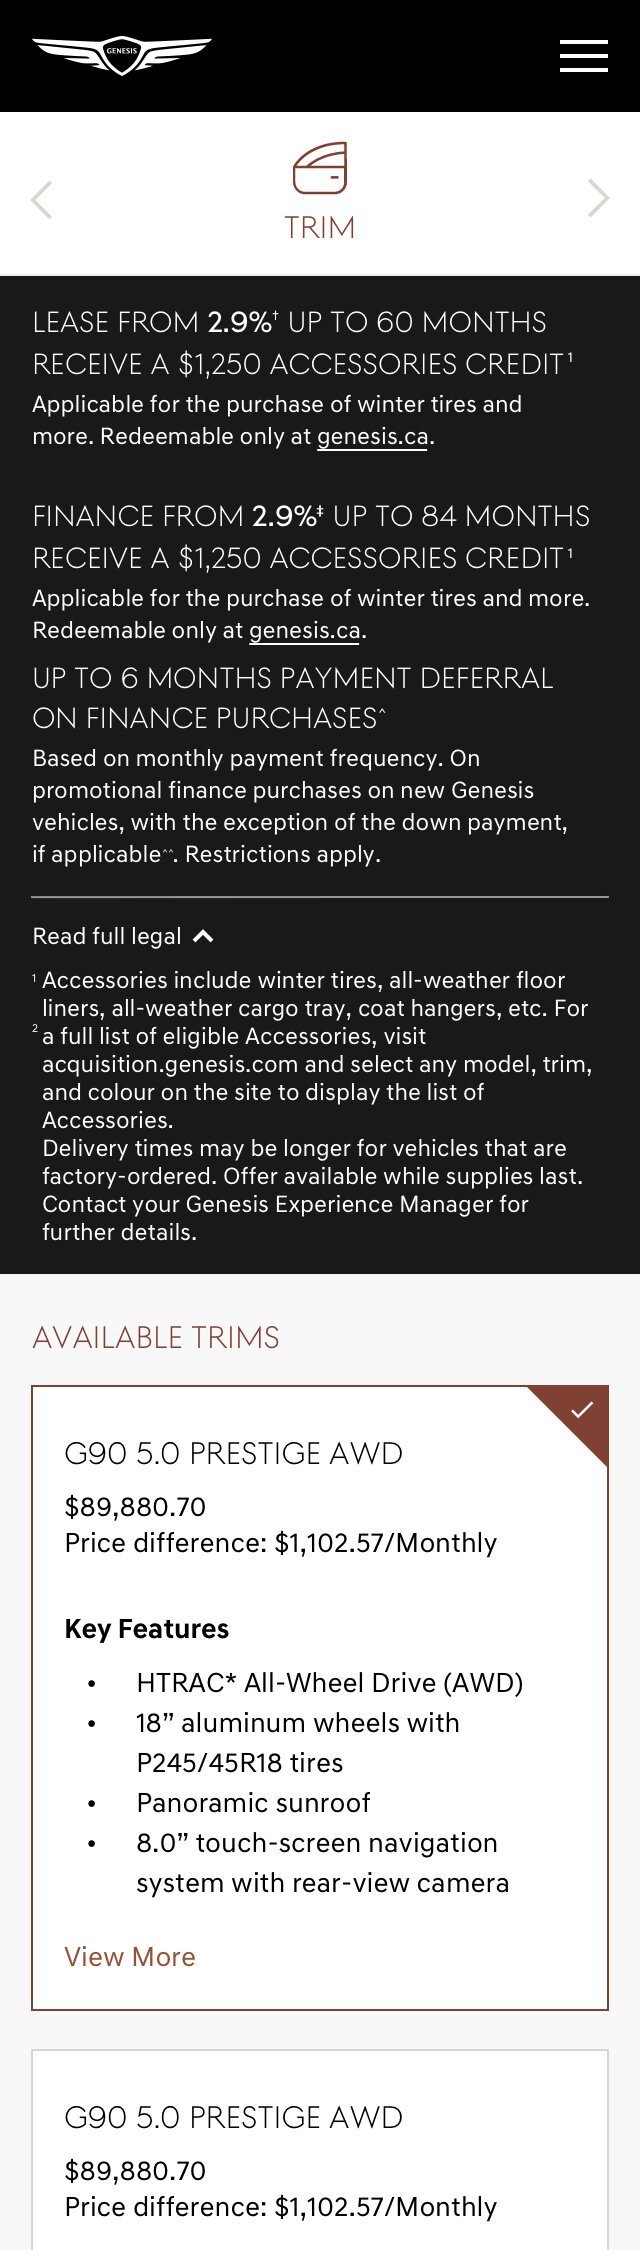 GENESIS
TRIM
LEASE FROM 2.9%† UP TO 60 MONTHS
RECEIVE A $1,250 ACCESSORIES CREDIT¹
Applicable for the purchase of winter tires and
more. Redeemable only at genesis.ca.
FINANCE FROM 2.9%‡ UP TO 84 MONTHS
RECEIVE A $1,250 ACCESSORIES CREDIT¹
Applicable for the purchase of winter tires and more.
Redeemable only at genesis.ca.
UP TO 6 MONTHS PAYMENT DEFERRAL
ON FINANCE PURCHASES^
Based on monthly payment frequency. On
promotional finance purchases on new Genesis
vehicles, with the exception of the down payment,
if applicable^^. Restrictions apply.
Read full legal
¹ Accessories include winter tires, all-weather floor
liners, all-weather cargo tray, coat hangers, etc. For
² a full list of eligible Accessories, visit
acquisition.genesis.com and select any model, trim,
and colour on the site to display the list of
Accessories.
Delivery times may be longer for vehicles that are
factory-ordered. Offer available while supplies last.
Contact your Genesis Experience Manager for
further details.
AVAILABLE TRIMS
G90 5.0 PRESTIGE AWD
$89,880.70
Price difference: $1,102.57/Monthly
Key Features
• HTRAC* All-Wheel Drive (AWD)
• 18” aluminum wheels with
P245/45R18 tires
• Panoramic sunroof
• 8.0” touch-screen navigation
system with rear-view camera
View More
G90 5.0 PRESTIGE AWD
$89,880.70
Price difference: $1,102.57/Monthly